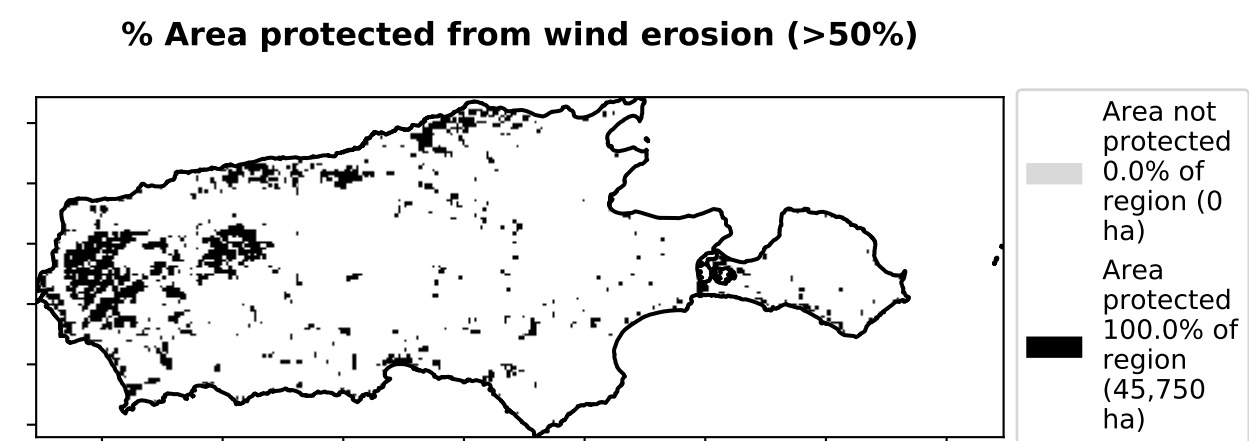 % Area protected from wind erosion (>50%)
Area not
protected
0.0% of
region (0
ha)
Area
protected
100.0% of
region
(45,750
ha)